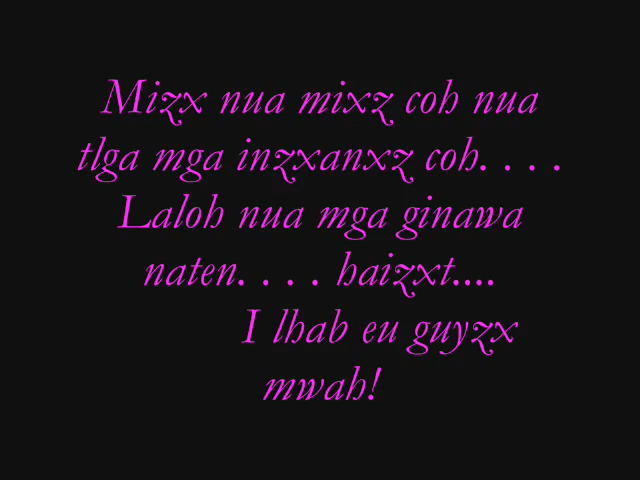 Mizx nua mixz coh nua
tlga mga inzxanxz coh. . . .
Laloh nua mga ginawa
naten. . . . haizxt....
I lhab eu guyzx
mwah!